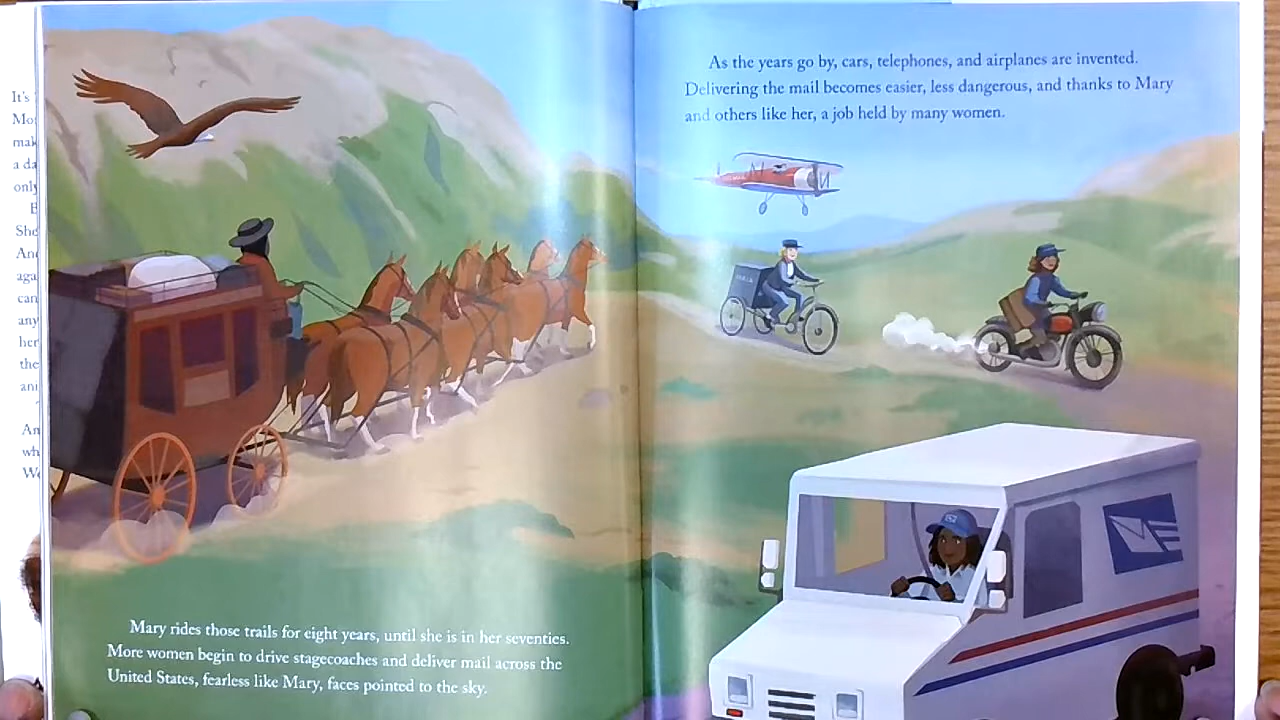 It's
Mary rides those trails for eight years, until she is in her seventies.
More women begin to drive stagecoaches and deliver mail across the
United States, fearless like Mary, faces pointed to the sky.
As the years go by, cars, telephones, and airplanes are invented.
Delivering the mail becomes easier, less dangerous, and thanks to Mary
and others like her, a job held by many women.